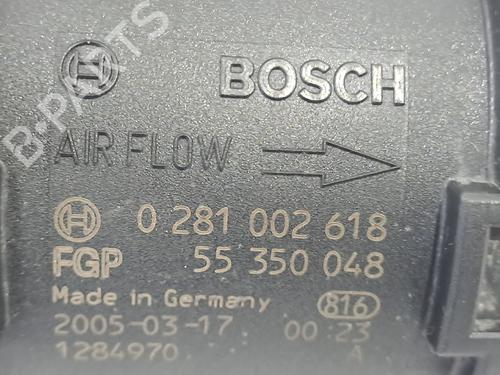 BOSCH
AIR FLOW
0 281 002 618
FGP 55 350 048
Made in Germany 816
2005-03-17 00:23
1284970 A
B-PARTS